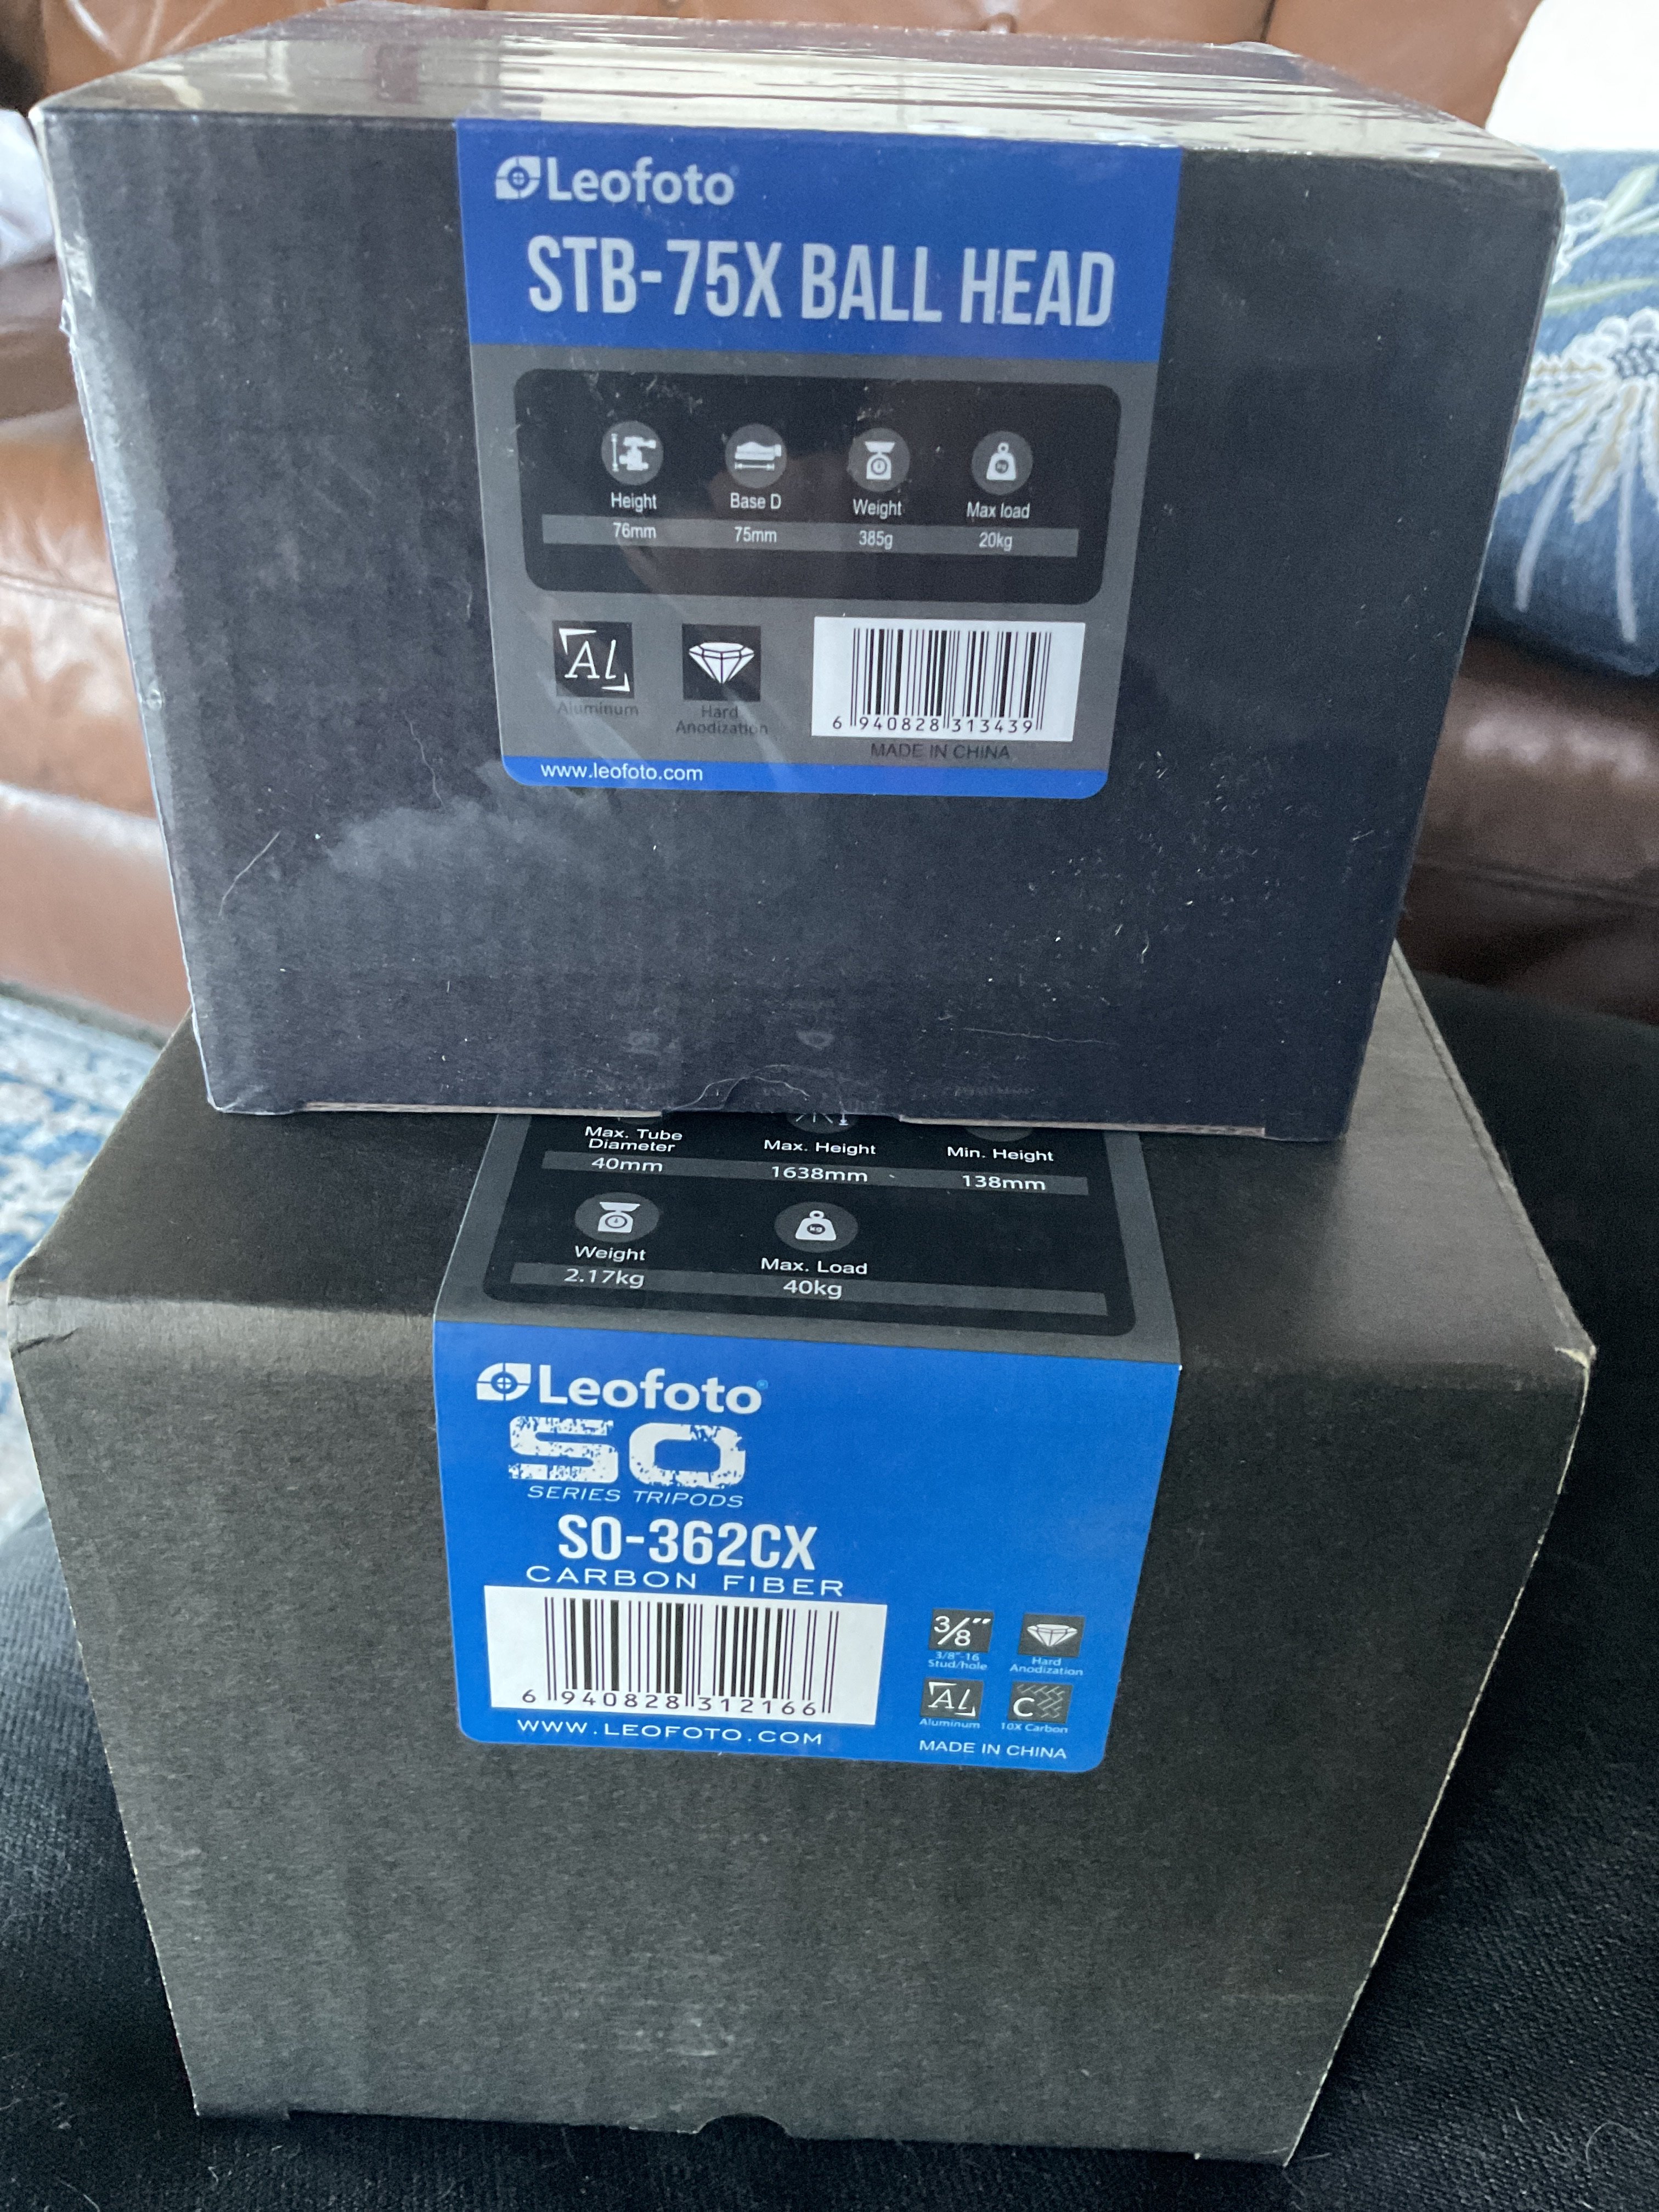 Leofoto
STB-75X BALL HEAD
Height Base D Weight Max load
76mm 75mm 385g 20kg
kg
Al
Aluminum
Hard
Anodization
6 940828 313439
MADE IN CHINA
www.leofoto.com
Max. Tube
Diameter
Max. Height
Min. Height
40mm 1638mm 138mm
kg
Weight Max. Load
2.17kg 40kg
Leofoto
SO
SERIES TRIPODS
SO-362CX
CARBON FIBER
6 940828 312166
WWW.LEOFOTO.COM
3/8"
3/8"-16
Stud/hole
Hard
Anodization
Al
Aluminum
C
10X Carbon
MADE IN CHINA